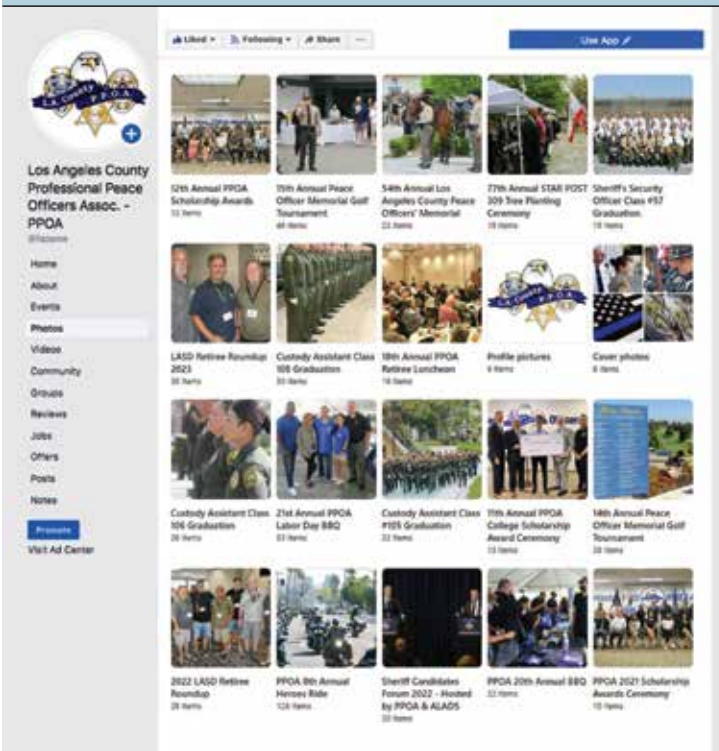 Liked
Following
Share
Use App
L.A. County
P.P.O.A.
Los Angeles County
Professional Peace
Officers Assoc. -
PPOA
Home
About
Events
Photos
Videos
Community
Groups
Reviews
Jobs
Offers
Posts
Notes
Promote
Visit Ad Center
12th Annual PPOA
Scholarship Awards
15th Annual Peace
Officer Memorial Golf
Tournament
54th Annual Los
Angeles County Peace
Officers' Memorial
77th Annual STAR POST
309 Tree Planting
Ceremony
Sheriff's Security
Officer Class #57
Graduation
LASD Retiree Roundup
2023
Custody Assistant Class
108 Graduation
18th Annual PPOA
Retiree Luncheon
L.A. County
P.P.O.A.
Profile pictures
6 items
Cover photos
6 items
Custody Assistant Class
106 Graduation
21st Annual PPOA
Labor Day BBQ
Custody Assistant Class
#105 Graduation
11th Annual PPOA
College Scholarship
Award Ceremony
14th Annual Peace
Officer Memorial Golf
Tournament
2022 LASD Retiree
Roundup
PPOA 8th Annual
Heroes Ride
Sheriff Candidates
Forum 2022 - Hosted
by PPOA & ALADS
PPOA 20th Annual BBQ
PPOA 2021 Scholarship
Awards Ceremony